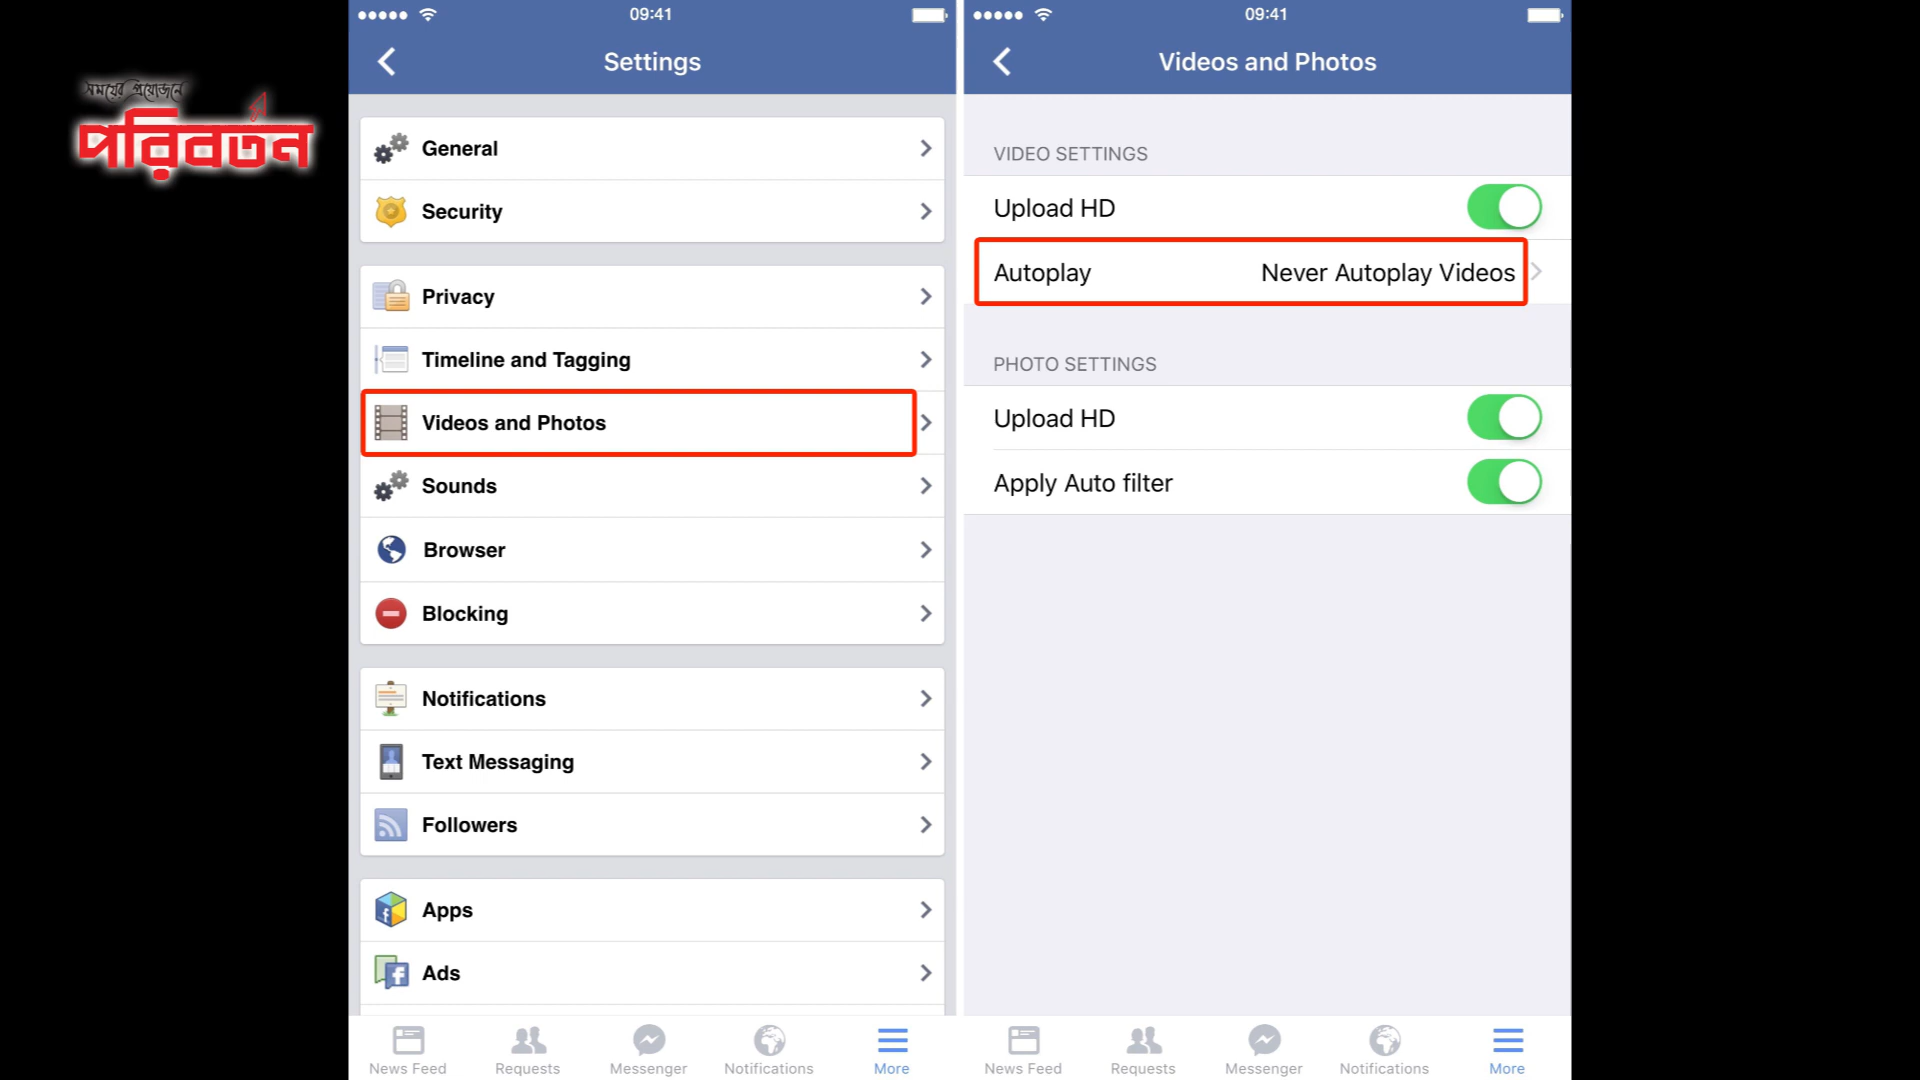 সময়ের প্রয়োজনে
পরিবর্তন
09:41
Settings
General
Security
Privacy
Timeline and Tagging
Videos and Photos
Sounds
Browser
Blocking
Notifications
Text Messaging
Followers
Apps
Ads
News Feed
Requests
Messenger
Notifications
More
09:41
Videos and Photos
VIDEO SETTINGS
Upload HD
Autoplay Never Autoplay Videos
PHOTO SETTINGS
Upload HD
Apply Auto filter
News Feed
Requests
Messenger
Notifications
More